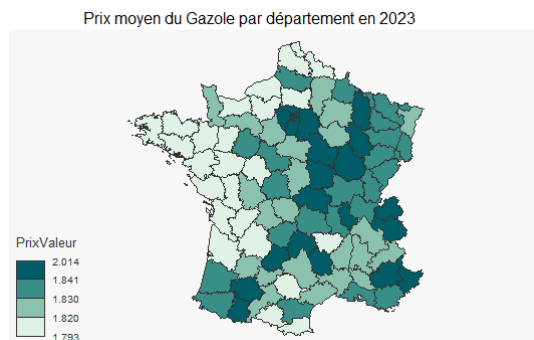 Prix moyen du Gazole par département en 2023
PrixValeur
2.014
1.841
1.830
1.820
1.793